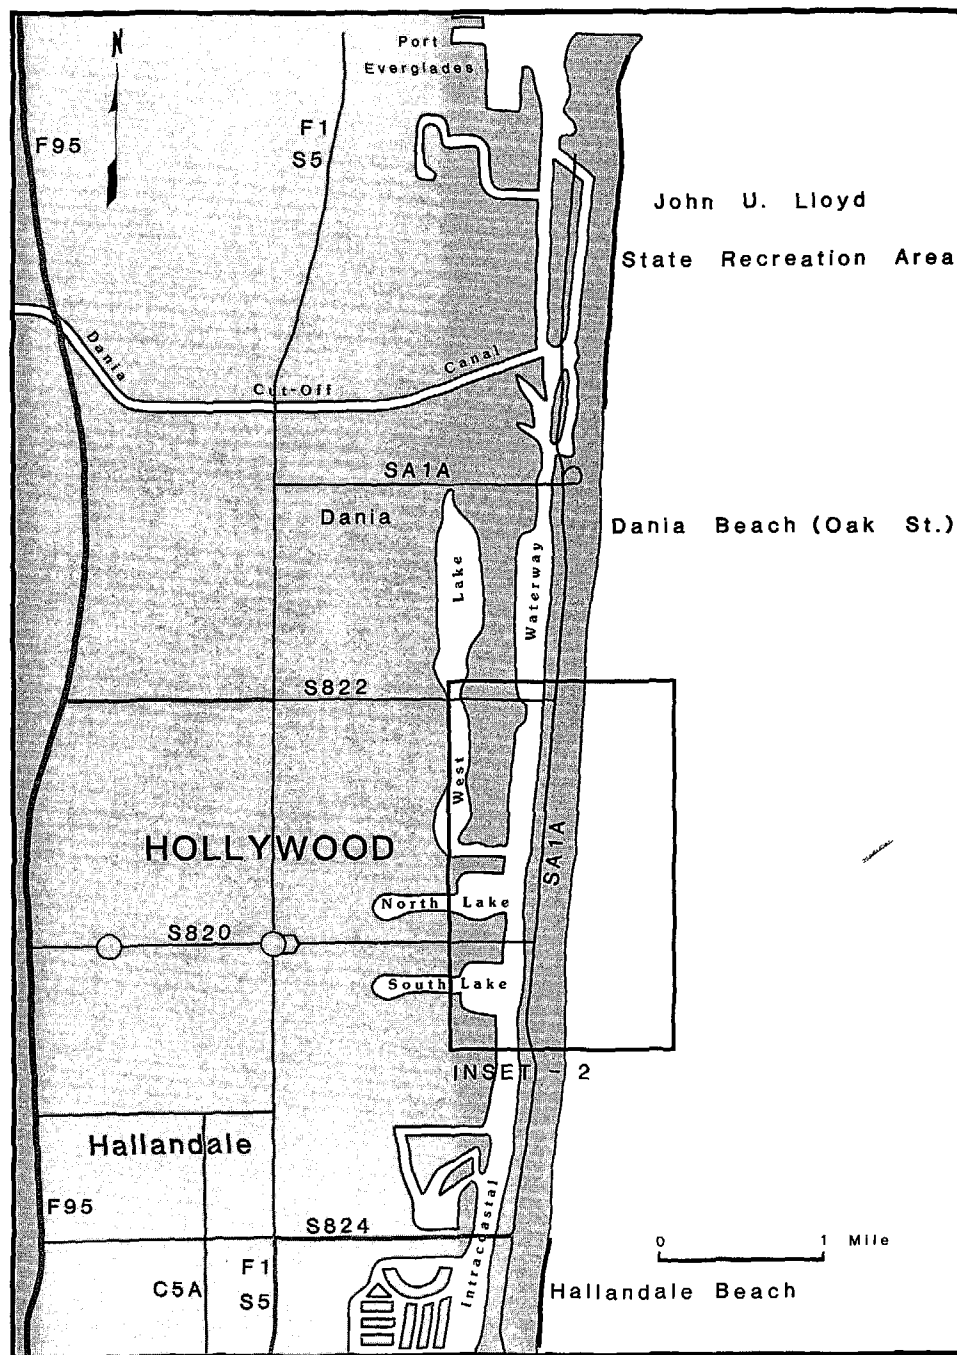 N
Port
Everglades
F95
F1
S5
John U. Lloyd
State Recreation Area
Dania
Cut-Off
Canal
SA1A
Dania
Dania Beach (Oak St.)
Lake
Waterway
S822
West
HOLLYWOOD
SA1A
North Lake
S820
South Lake
INSET - 2
Hallandale
F95
S824
Intracoastal
0 1 Mile
F1
C5A
S5
Hallandale Beach